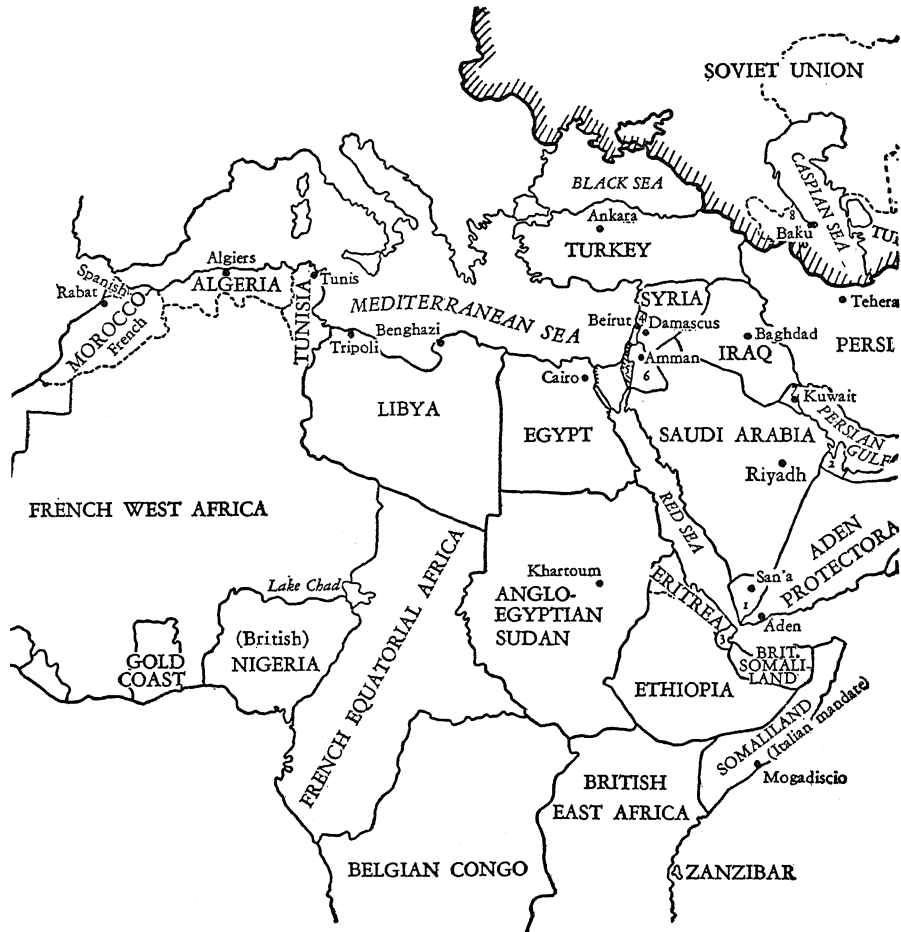 SOVIET UNION
CASPIAN SEA
BLACK SEA
8
Baku
TUR
Ankara
TURKEY
Algiers
ALGERIA
Tunis
TUNISIA
Spanish
Rabat
MOROCCO
French
MEDITERRANEAN SEA
SYRIA
Beirut
4
Damascus
Tehera
Baghdad
IRAQ
PERSI
Tripoli
Benghazi
Amman
6
5
Cairo
7
Kuwait
PERSIAN
GULF
2
LIBYA
EGYPT
SAUDI ARABIA
Riyadh
FRENCH WEST AFRICA
RED SEA
ADEN
PROTECTORA
Lake Chad
Khartoum
ANGLO-
EGYPTIAN
SUDAN
ERITREA
San'a
1
Aden
3
(British)
NIGERIA
GOLD
COAST
FRENCH EQUATORIAL AFRICA
BRIT.
SOMALI-
LAND
ETHIOPIA
SOMALILAND
(Italian mandate)
Mogadiscio
BRITISH
EAST AFRICA
BELGIAN CONGO
ZANZIBAR